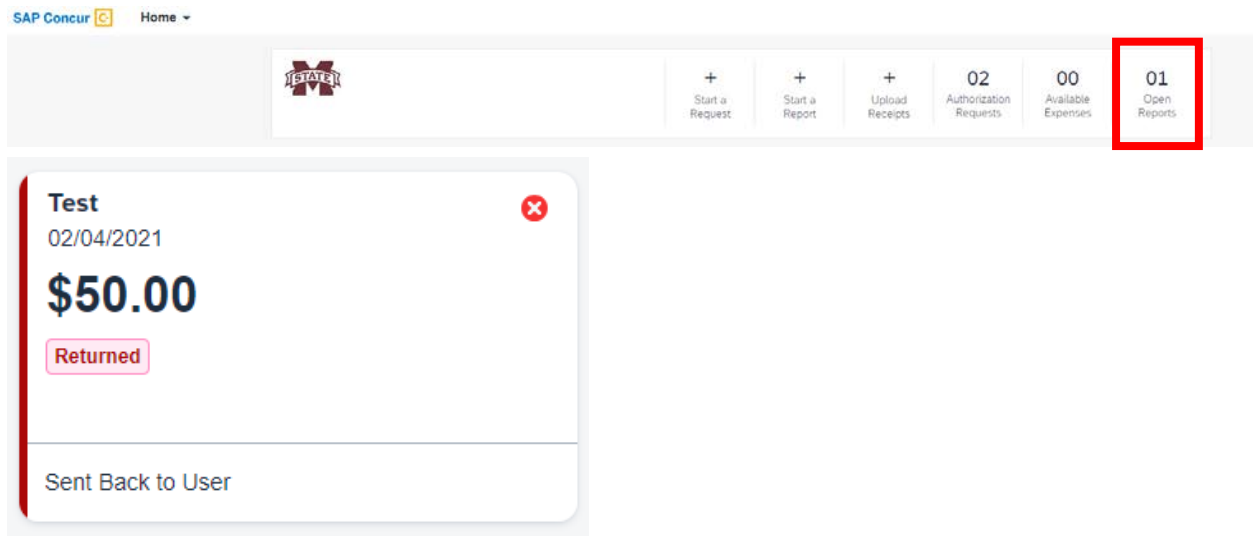 SAP Concur C Home
STATE
+ + + 02 00 01
Start a Start a Upload Authorization Available Open
Request Report Receipts Requests Expenses Reports
Test
02/04/2021
$50.00
Returned
Sent Back to User